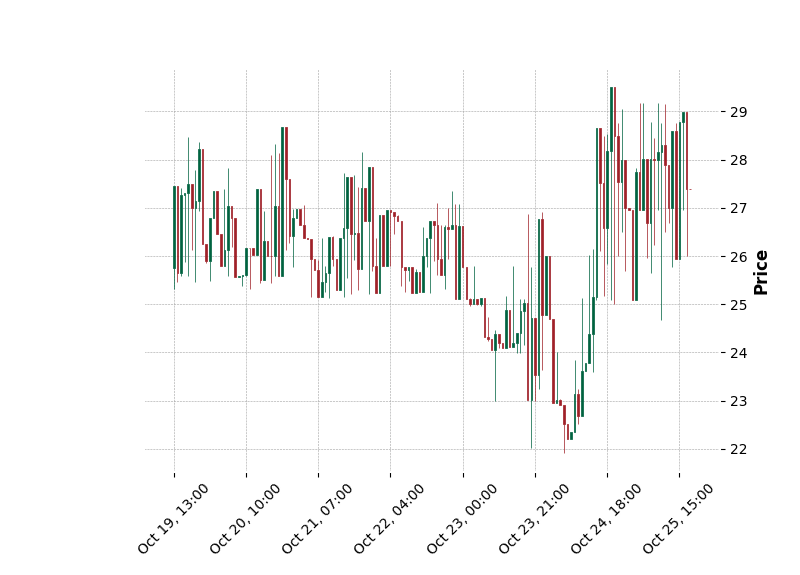 29
28
27
26
25
24
23
22
Price
Oct 19, 13:00
Oct 20, 10:00
Oct 21, 07:00
Oct 22, 04:00
Oct 23, 00:00
Oct 23, 21:00
Oct 24, 18:00
Oct 25, 15:00